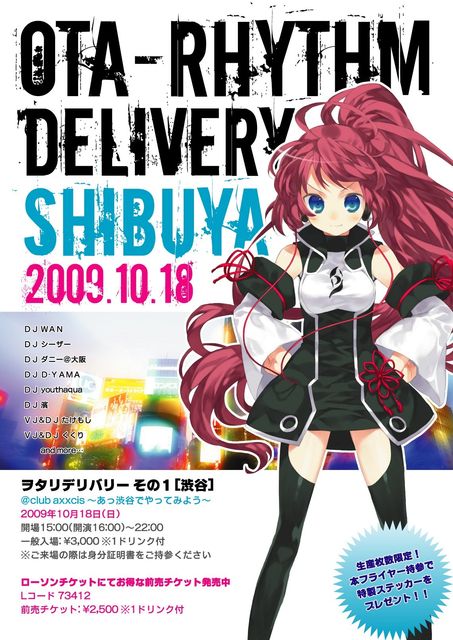 OTA-RHYTHM
DELIVERY
SHIBUYA
2009.10.18
DJ WAN
DJ シーザー
DJ ダニー@大阪
DJ D-YAMA
DJ youthaqua
DJ 濱
VJ&DJ たけもし
VJ&DJ くくり
and more…
ヲタリデリバリー その1[渋谷]
@club axxcis ～あっ渋谷でやってみよう～
2009年10月18日(日)
開場15:00(開演16:00)～22:00
一般入場:¥3,000 ※1ドリンク付
※ご来場の際は身分証明書をご持参ください
ローソンチケットにてお得な前売チケット発売中
Lコード 73412
前売チケット:¥2,500 ※1ドリンク付
生産枚数限定!
本フライヤー持参で
特製ステッカーを
プレゼント!!